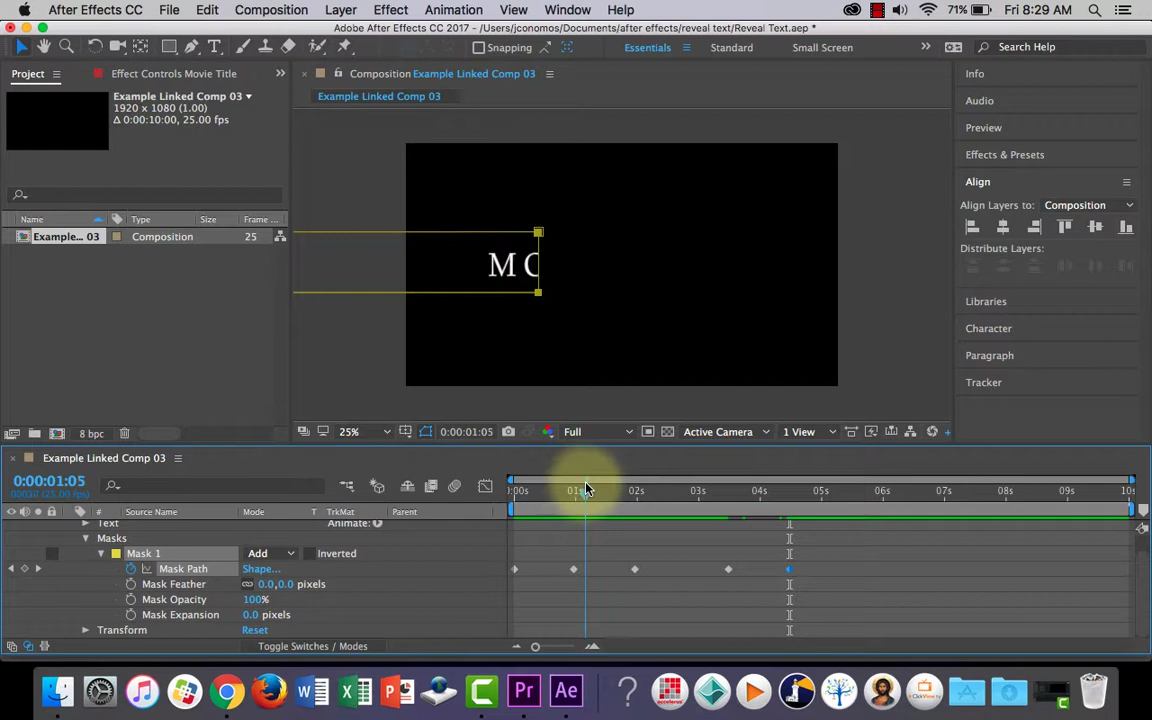 After Effects CC File Edit Composition Layer Effect Animation View Window Help 71% Fri 8:29 AM
Adobe After Effects CC 2017 - /Users/jconomos/Documents/after effects/reveal text/Reveal Text.aep *
Snapping Essentials Standard Small Screen Search Help
Project Effect Controls Movie Title Composition Example Linked Comp 03 Info
Example Linked Comp 03
1920 x 1080 (1.00)
Δ 0:00:10:00, 25.00 fps
Example Linked Comp 03
Audio
Preview
Effects & Presets
Align
Align Layers to: Composition
Distribute Layers:
Libraries
Character
Paragraph
Tracker
Name Type Size Frame ...
Example... 03 Composition 25
M C
8 bpc 25% 0:00:01:05 Full Active Camera 1 View
Example Linked Comp 03
0:00:01:05
(25.00 fps)
:00s 01s 02s 03s 04s 05s 06s 07s 08s 09s 10s
# Source Name Mode T TrkMat Parent
Text Animate:
Masks
Mask 1 Add Inverted
Mask Path Shape...
Mask Feather 0.0,0.0 pixels
Mask Opacity 100%
Mask Expansion 0.0 pixels
Transform Reset
Toggle Switches / Modes
W X P Pr Ae ?